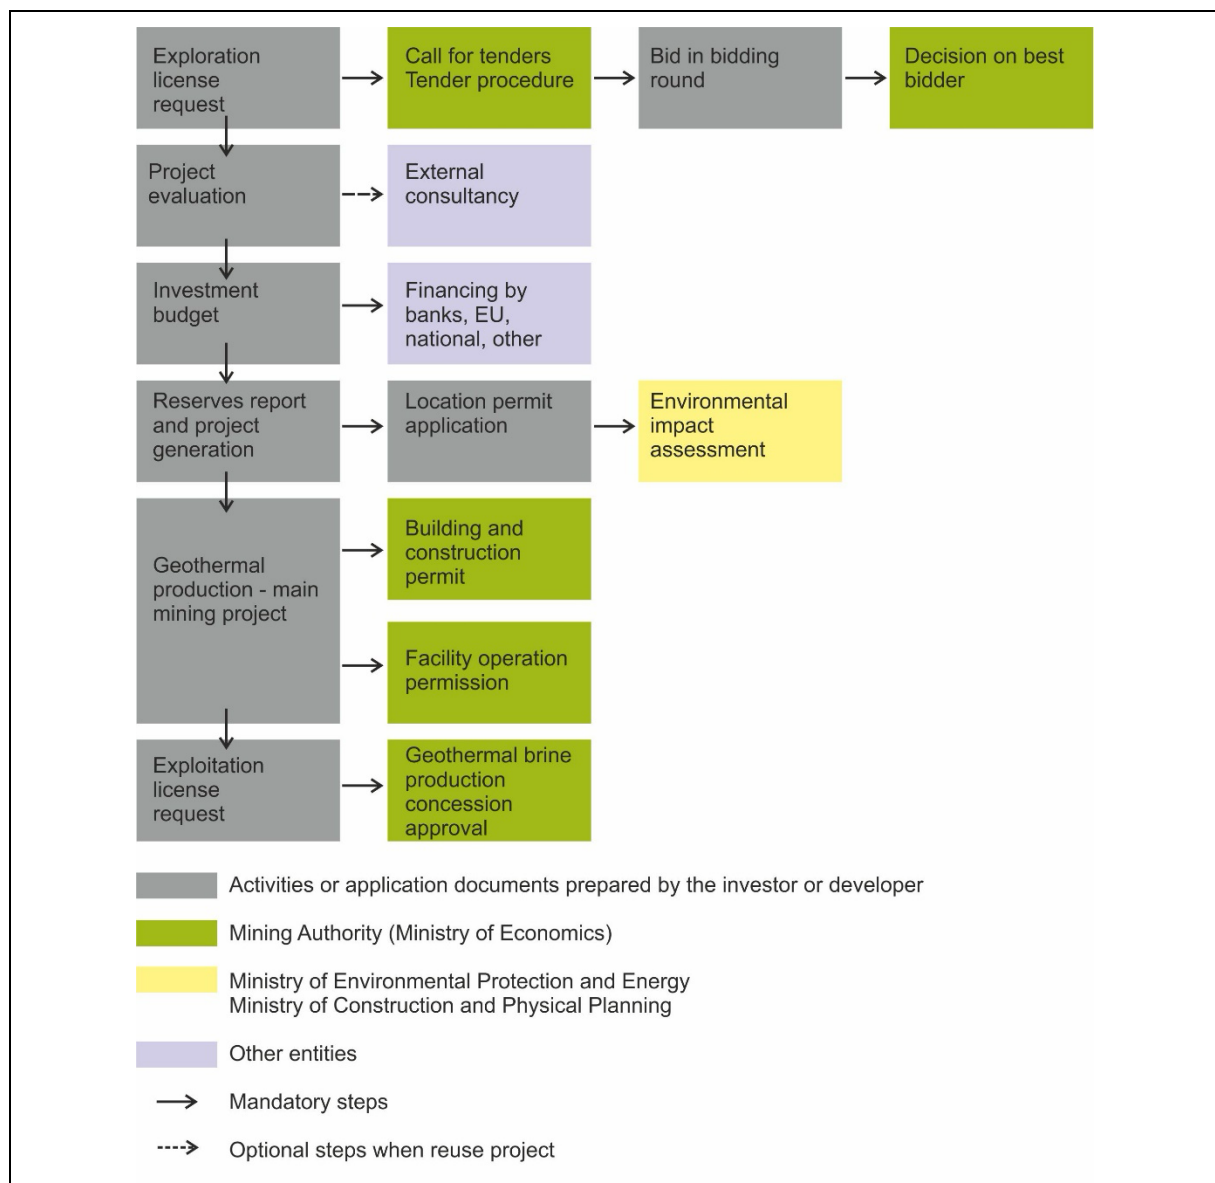 Exploration
license
request
Call for tenders
Tender procedure
Bid in bidding
round
Decision on best
bidder
Project
evaluation
External
consultancy
Investment
budget
Financing by
banks, EU,
national, other
Reserves report
and project
generation
Location permit
application
Environmental
impact
assessment
Geothermal
production - main
mining project
Building and
construction
permit
Facility operation
permission
Exploitation
license
request
Geothermal brine
production
concession
approval
Activities or application documents prepared by the investor or developer
Mining Authority (Ministry of Economics)
Ministry of Environmental Protection and Energy
Ministry of Construction and Physical Planning
Other entities
Mandatory steps
Optional steps when reuse project